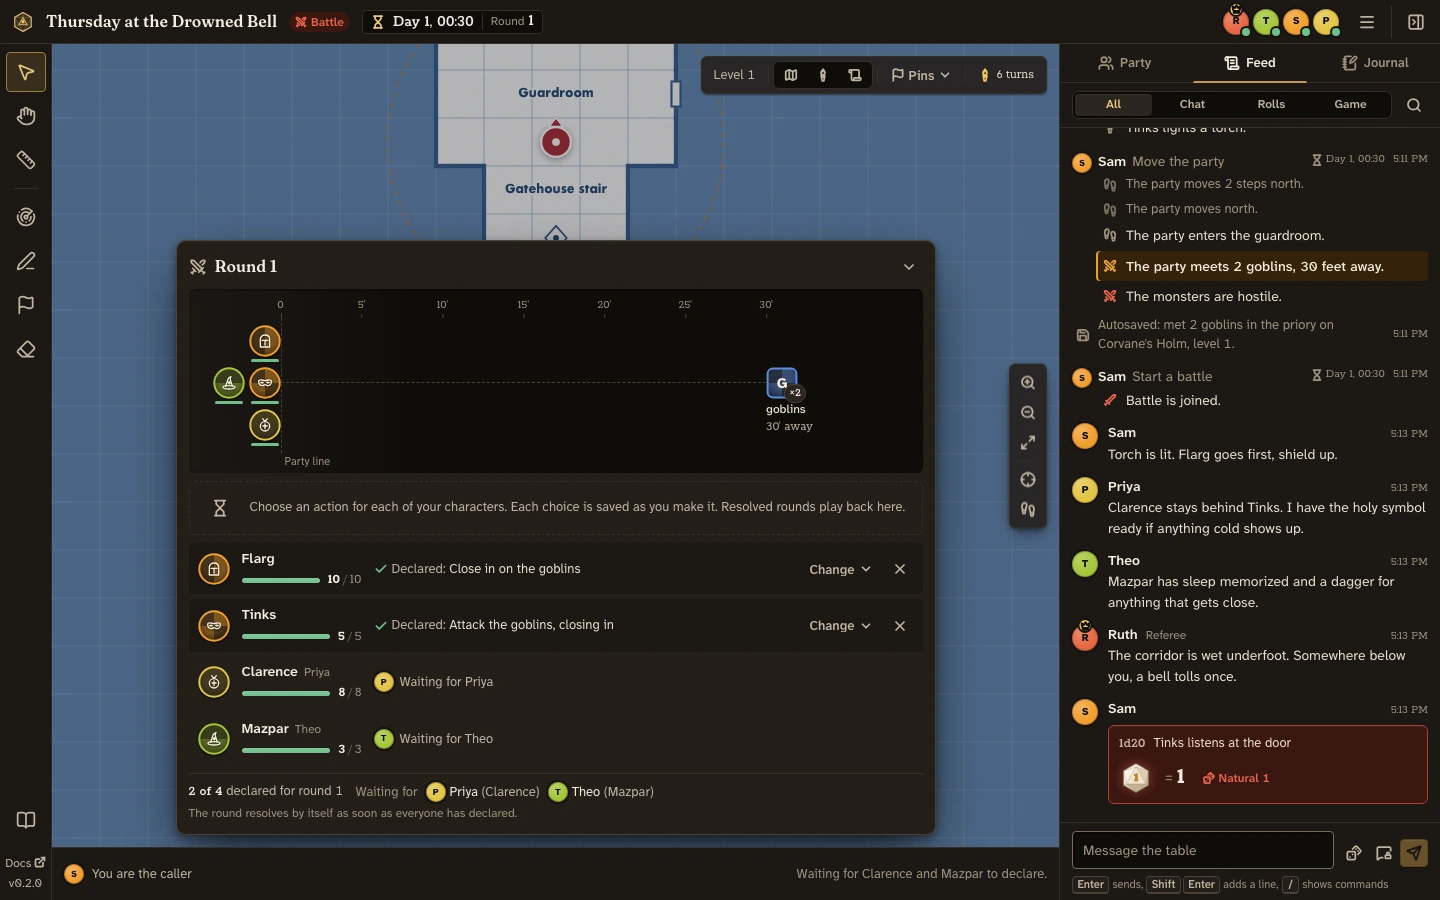 Thursday at the Drowned Bell
Battle
Day 1, 00:30
Round 1
R
T
S
P
Level 1
Pins
6 turns
Guardroom
Gatehouse stair
Round 1
0
5'
10'
15'
20'
25'
30'
G
×2
goblins
30' away
Party line
Choose an action for each of your characters. Each choice is saved as you make it. Resolved rounds play back here.
Flarg
10 / 10
Declared: Close in on the goblins
Change
Tinks
5 / 5
Declared: Attack the goblins, closing in
Change
Clarence Priya
8 / 8
P Waiting for Priya
Mazpar Theo
3 / 3
T Waiting for Theo
2 of 4 declared for round 1 Waiting for P Priya (Clarence) T Theo (Mazpar)
The round resolves by itself as soon as everyone has declared.
Docs
v0.2.0
S You are the caller
Waiting for Clarence and Mazpar to declare.
Party
Feed
Journal
All
Chat
Rolls
Game
Tinks lights a torch.
S Sam Move the party Day 1, 00:30 5:11 PM
The party moves 2 steps north.
The party moves north.
The party enters the guardroom.
The party meets 2 goblins, 30 feet away.
The monsters are hostile.
Autosaved: met 2 goblins in the priory on
Corvane's Holm, level 1.
5:11 PM
S Sam Start a battle Day 1, 00:30 5:11 PM
Battle is joined.
S Sam 5:13 PM
Torch is lit. Flarg goes first, shield up.
P Priya 5:13 PM
Clarence stays behind Tinks. I have the holy symbol
ready if anything cold shows up.
T Theo 5:13 PM
Mazpar has sleep memorized and a dagger for
anything that gets close.
R Ruth Referee 5:13 PM
The corridor is wet underfoot. Somewhere below
you, a bell tolls once.
S Sam 5:13 PM
1d20 Tinks listens at the door
1 = 1 Natural 1
Message the table
Enter sends, Shift Enter adds a line, / shows commands